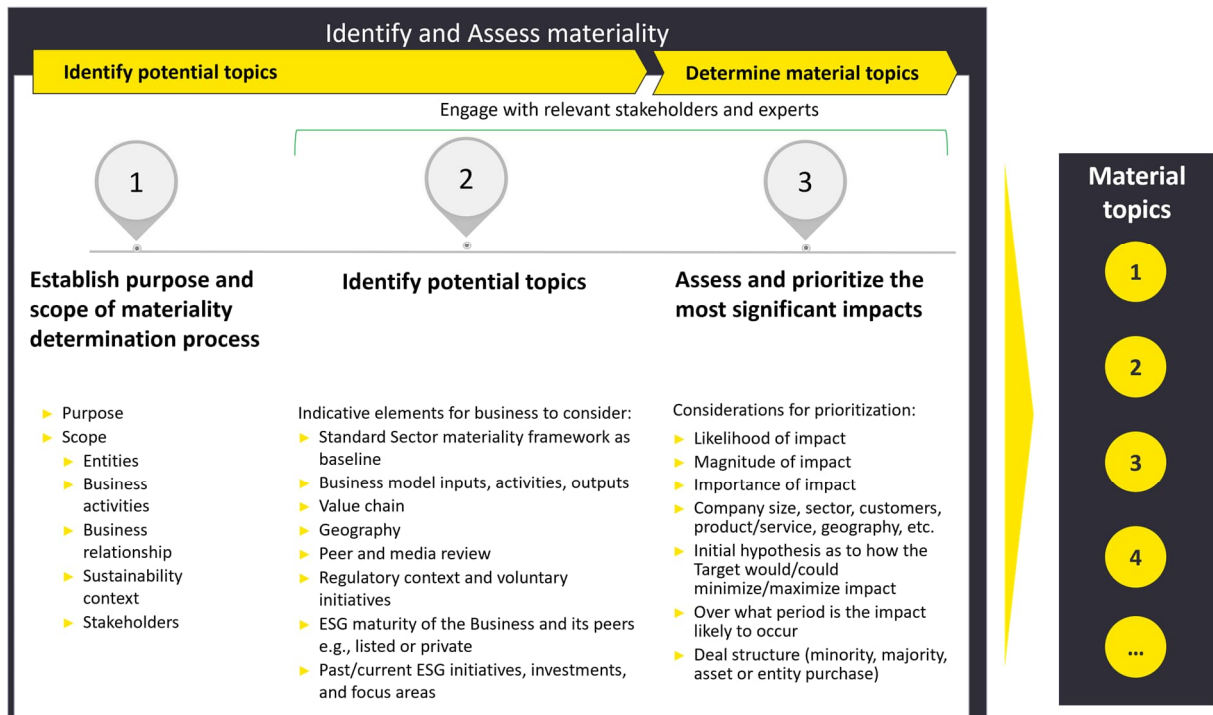 Identify and Assess materiality
Identify potential topics
Determine material topics
Engage with relevant stakeholders and experts
1
2
3
Establish purpose and
scope of materiality
determination process
Identify potential topics
Assess and prioritize the
most significant impacts
► Purpose
► Scope
► Entities
► Business
activities
► Business
relationship
► Sustainability
context
► Stakeholders
Indicative elements for business to consider:
► Standard Sector materiality framework as
baseline
► Business model inputs, activities, outputs
► Value chain
► Geography
► Peer and media review
► Regulatory context and voluntary
initiatives
► ESG maturity of the Business and its peers
e.g., listed or private
► Past/current ESG initiatives, investments,
and focus areas
Considerations for prioritization:
► Likelihood of impact
► Magnitude of impact
► Importance of impact
► Company size, sector, customers,
product/service, geography, etc.
► Initial hypothesis as to how the
Target would/could
minimize/maximize impact
► Over what period is the impact
likely to occur
► Deal structure (minority, majority,
asset or entity purchase)
Material
topics
1
2
3
4
...